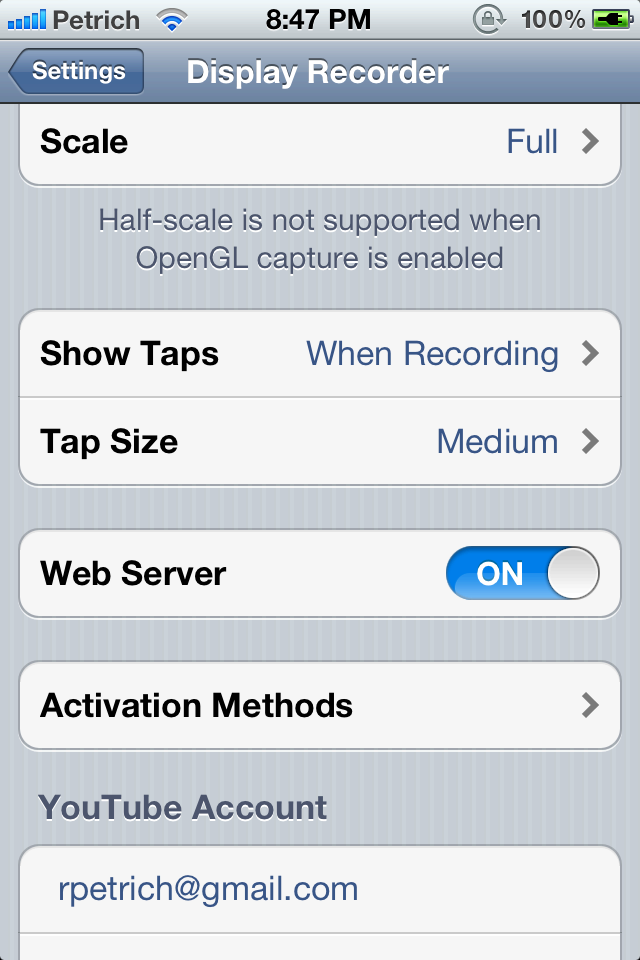 Petrich 8:47 PM 100%
Settings Display Recorder
Scale Full
Half-scale is not supported when
OpenGL capture is enabled
Show Taps When Recording
Tap Size Medium
Web Server ON
Activation Methods
YouTube Account
rpetrich@gmail.com